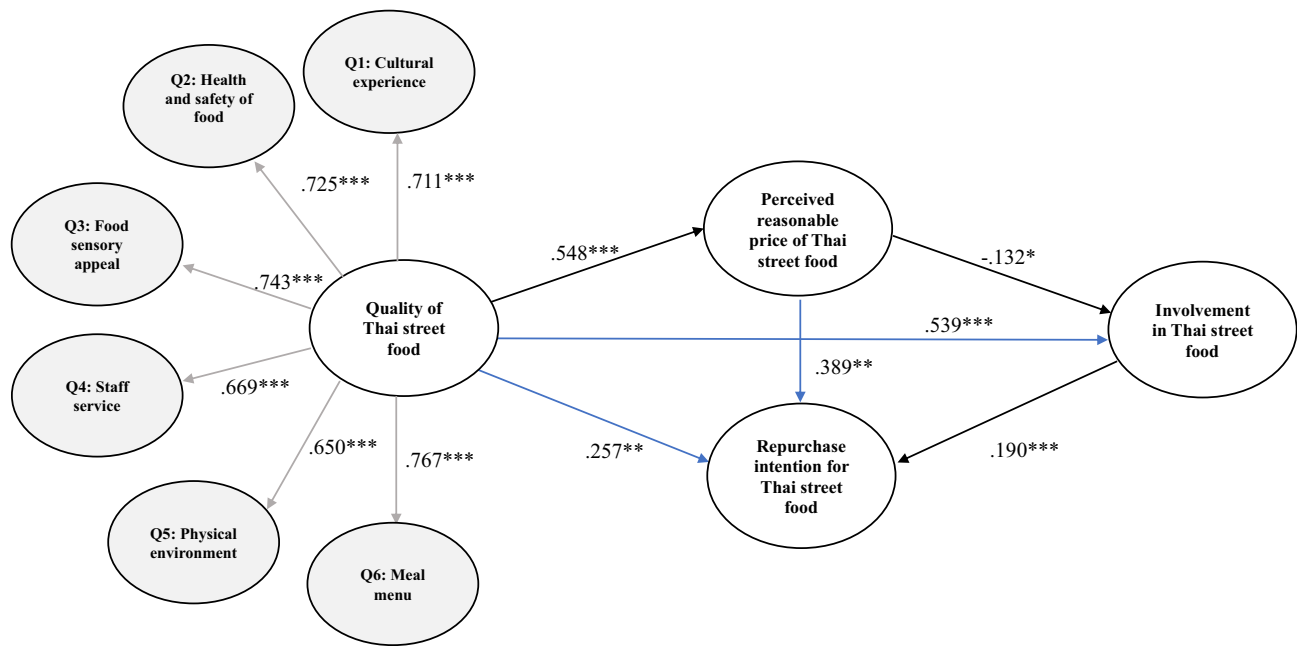 Q1: Cultural
experience
Q2: Health
and safety of
food
.725***
.711***
Q3: Food
sensory
appeal
.743***
Quality of
Thai street
food
Q4: Staff
service
.669***
.650***
.767***
Q5: Physical
environment
Q6: Meal
menu
.548***
Perceived
reasonable
price of Thai
street food
-.132*
.539***
Involvement
in Thai street
food
.389**
.257**
.190***
Repurchase
intention for
Thai street
food